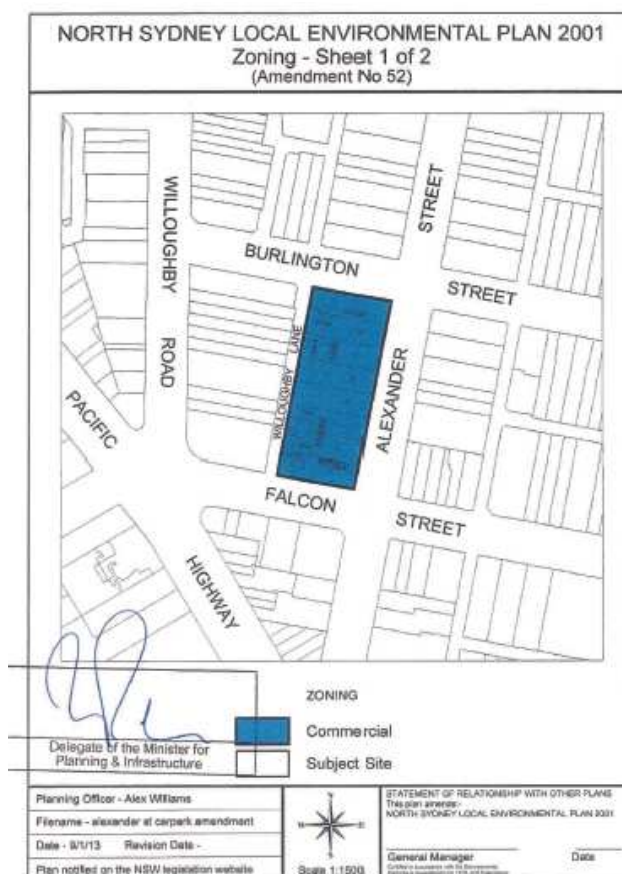 NORTH SYDNEY LOCAL ENVIRONMENTAL PLAN 2001
Zoning - Sheet 1 of 2
(Amendment No 52)
WILLOUGHBY ROAD
STREET
BURLINGTON
STREET
WILLOUGHBY LANE
ALEXANDER
PACIFIC
FALCON
STREET
HIGHWAY
ZONING
Commercial
Delegate of the Minister for
Planning & Infrastructure
Subject Site
Planning Officer - Alex Williams
Filename - alexander st carpark amendment
Date - 9/1/13 Revision Date -
Plan notified on the NSW legislation website
N
Scale 1:1500
STATEMENT OF RELATIONSHIP WITH OTHER PLANS
This plan amends:-
NORTH SYDNEY LOCAL ENVIRONMENTAL PLAN 2001
General Manager Date